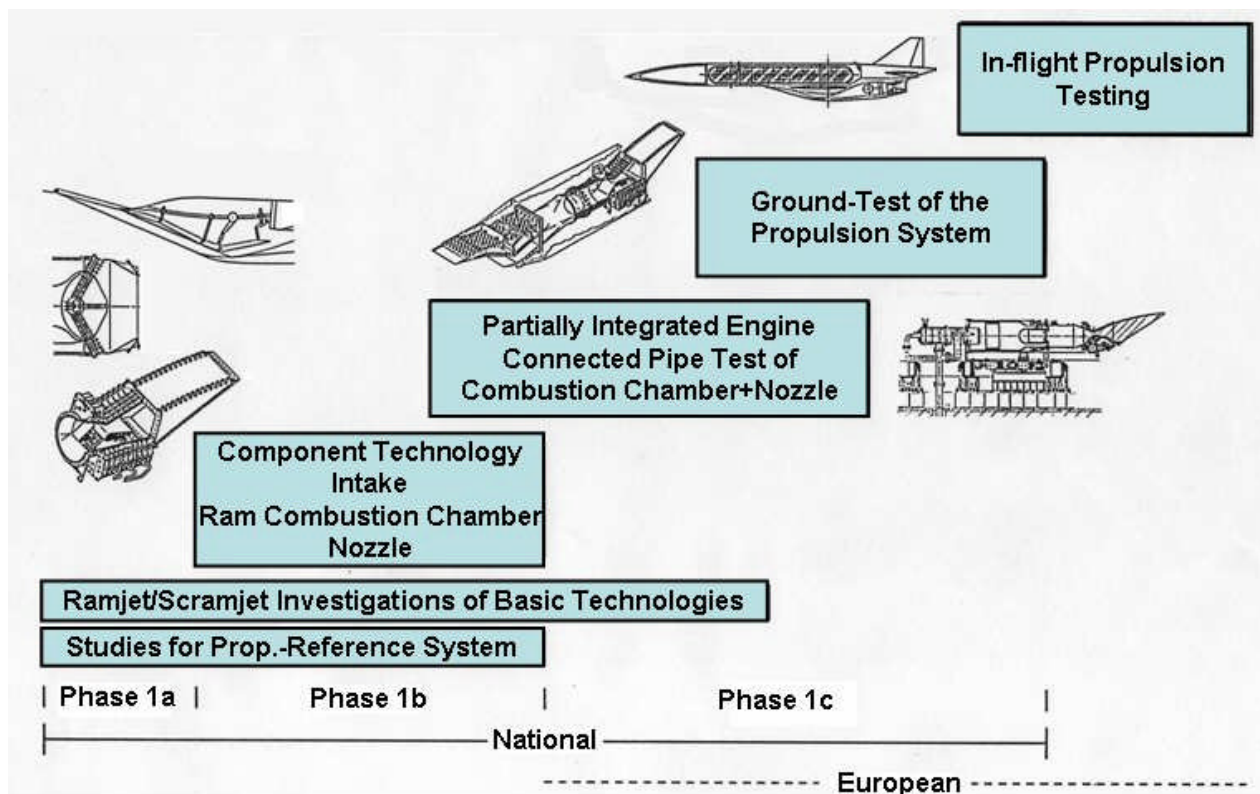 In-flight Propulsion
Testing
Ground-Test of the
Propulsion System
Partially Integrated Engine
Connected Pipe Test of
Combustion Chamber+Nozzle
Component Technology
Intake
Ram Combustion Chamber
Nozzle
Ramjet/Scramjet Investigations of Basic Technologies
Studies for Prop.-Reference System
Phase 1a
Phase 1b
Phase 1c
National
European